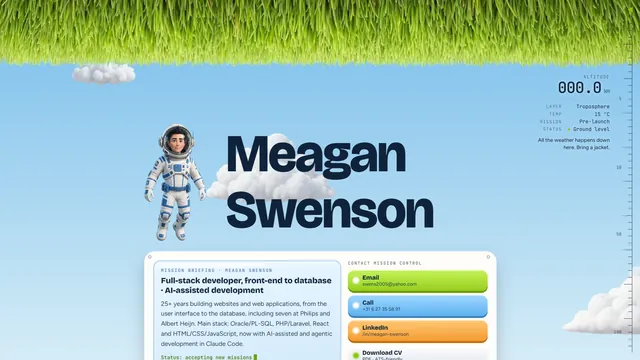 ALTITUDE
000.0 km
LAYER Troposphere
TEMP 15 °C
MISSION Pre-launch
STATUS Ground level
All the weather happens down
here. Bring a jacket.
Meagan
Swenson
MISSION BRIEFING · MEAGAN SWENSON
Full-stack developer, front-end to database
· AI-assisted development
25+ years building websites and web applications, from the
user interface to the database, including seven at Philips and
Albert Heijn. Main stack: Oracle/PL-SQL, PHP/Laravel, React
and HTML/CSS/JavaScript, now with AI-assisted and agentic
development in Claude Code.
Status: accepting new missions
CONTACT MISSION CONTROL
Email
Call
LinkedIn
Download CV